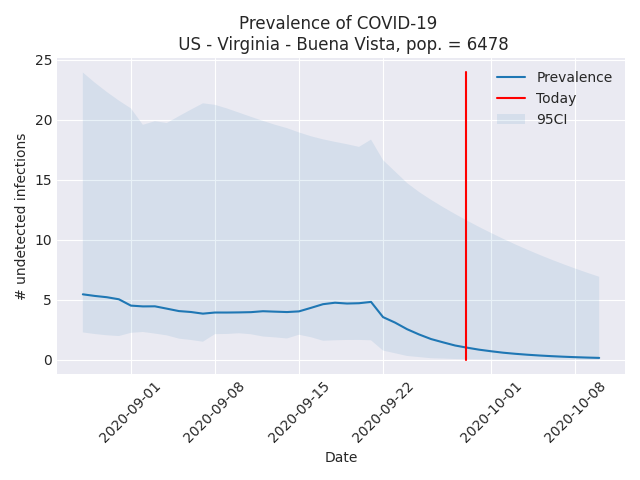 Prevalence of COVID-19
US - Virginia - Buena Vista, pop. = 6478
25
20
15
10
5
0
# undetected infections
Prevalence
Today
95CI
2020-09-01
2020-09-08
2020-09-15
2020-09-22
2020-10-01
2020-10-08
Date